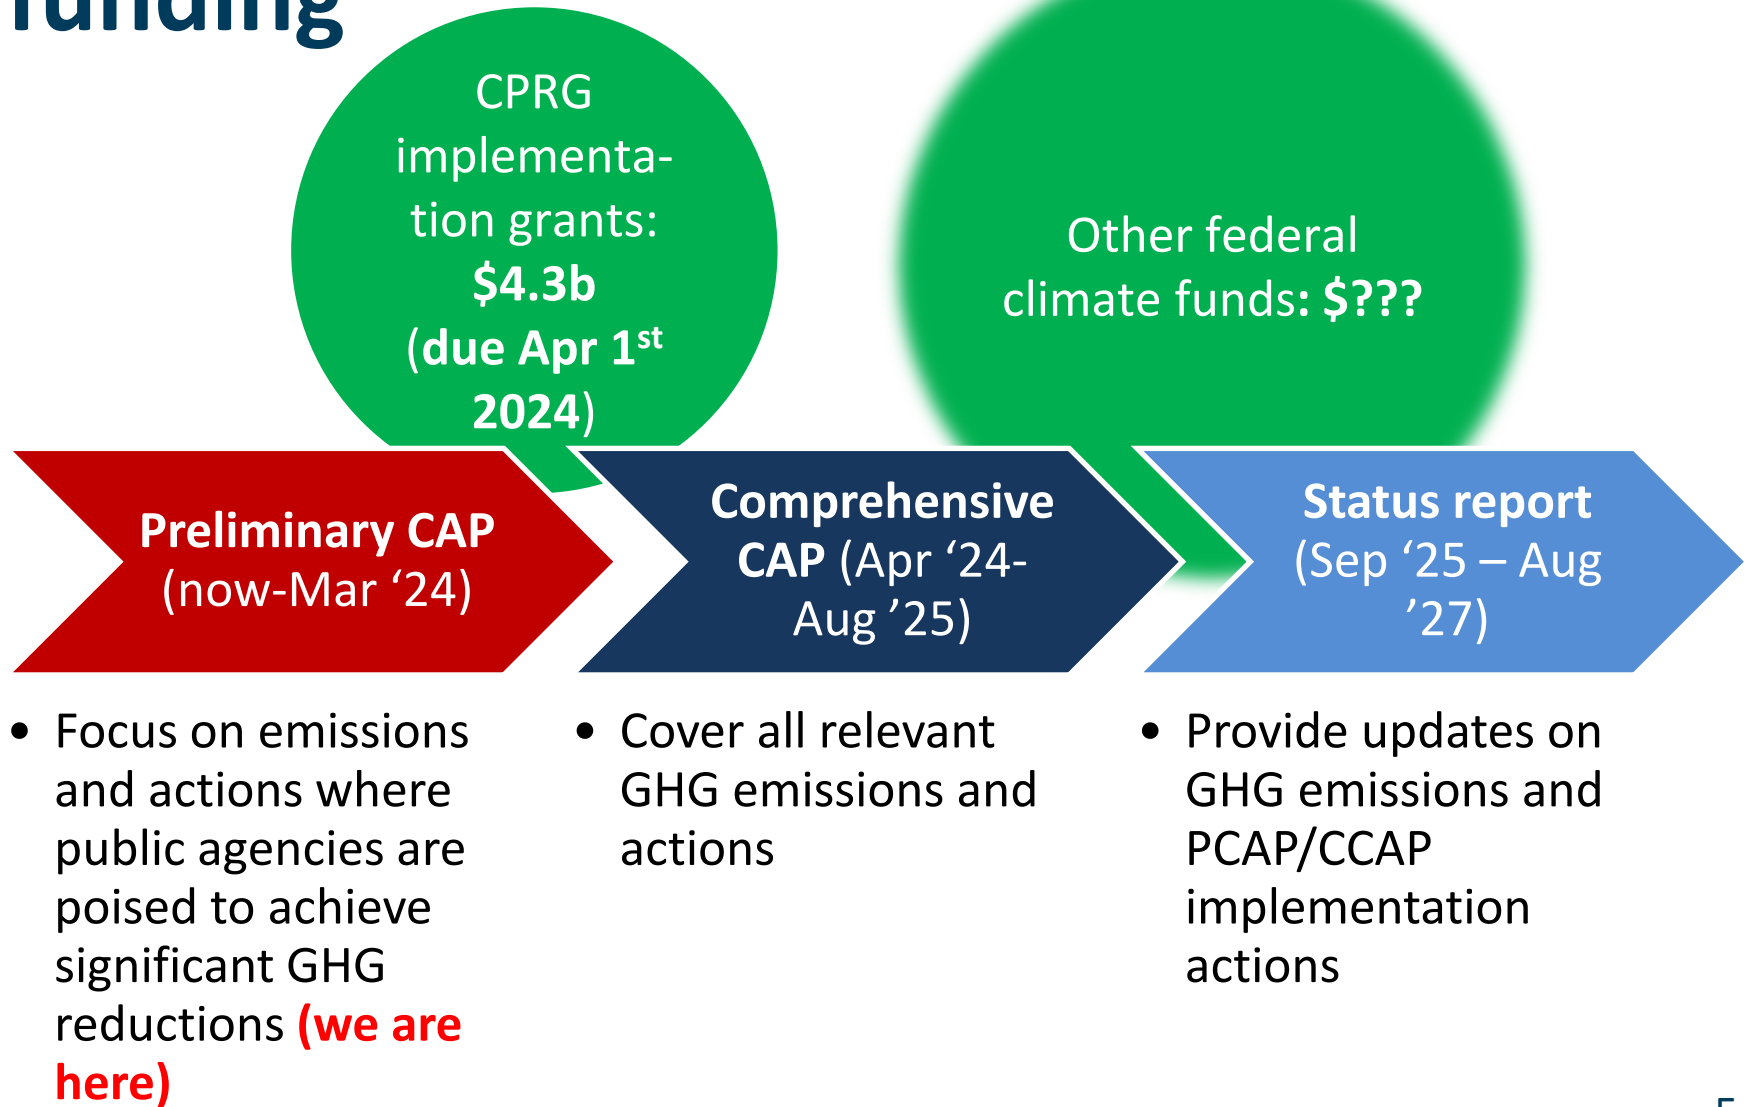 funding
CPRG
implementa-
tion grants:
$4.3b
(due Apr 1st
2024)
Other federal
climate funds: $???
Preliminary CAP
(now-Mar ‘24)
Comprehensive
CAP (Apr ‘24-
Aug ’25)
Status report
(Sep ‘25 – Aug
’27)
• Focus on emissions
and actions where
public agencies are
poised to achieve
significant GHG
reductions (we are
here)
• Cover all relevant
GHG emissions and
actions
• Provide updates on
GHG emissions and
PCAP/CCAP
implementation
actions